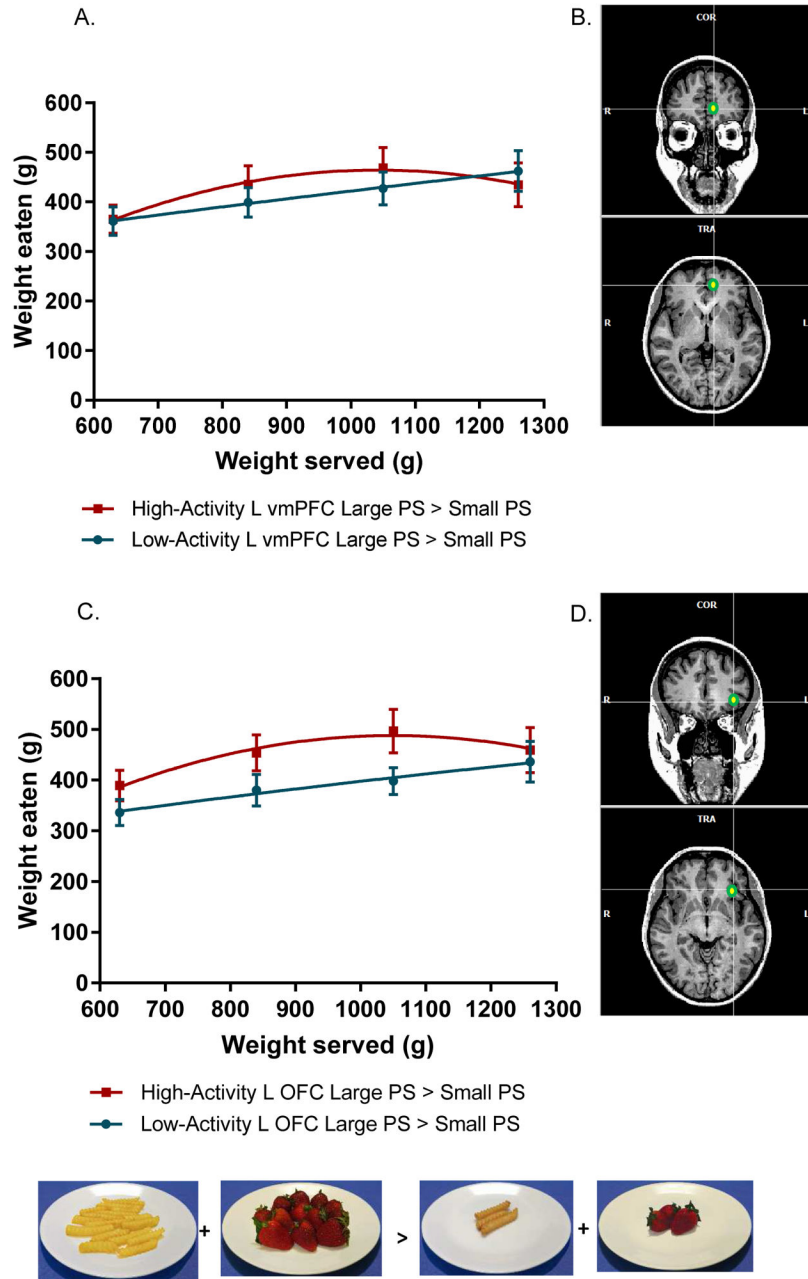 A.
B.
COR
R
L
TRA
R
L
Weight eaten (g)
600
500
400
300
200
100
0
600 700 800 900 1000 1100 1200 1300
Weight served (g)
High-Activity L vmPFC Large PS > Small PS
Low-Activity L vmPFC Large PS > Small PS
C.
D.
COR
R
L
TRA
R
L
Weight eaten (g)
600
500
400
300
200
100
0
600 700 800 900 1000 1100 1200 1300
Weight served (g)
High-Activity L OFC Large PS > Small PS
Low-Activity L OFC Large PS > Small PS
+ > +